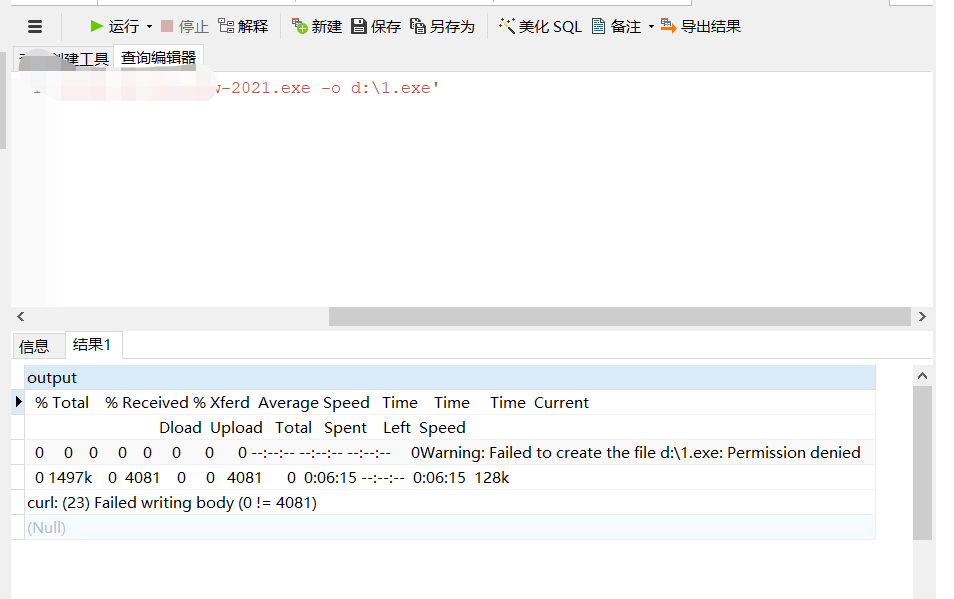 运行 停止 解释 新建 保存 另存为 美化 SQL 备注 导出结果
创建工具 查询编辑器
1 w-2021.exe -o d:\1.exe'
信息 结果1
output
% Total % Received % Xferd Average Speed Time Time Time Current
Dload Upload Total Spent Left Speed
0 0 0 0 0 0 0 0 --:--:-- --:--:-- --:--:-- 0Warning: Failed to create the file d:\1.exe: Permission denied
0 1497k 0 4081 0 0 4081 0 0:06:15 --:--:-- 0:06:15 128k
curl: (23) Failed writing body (0 != 4081)
(Null)